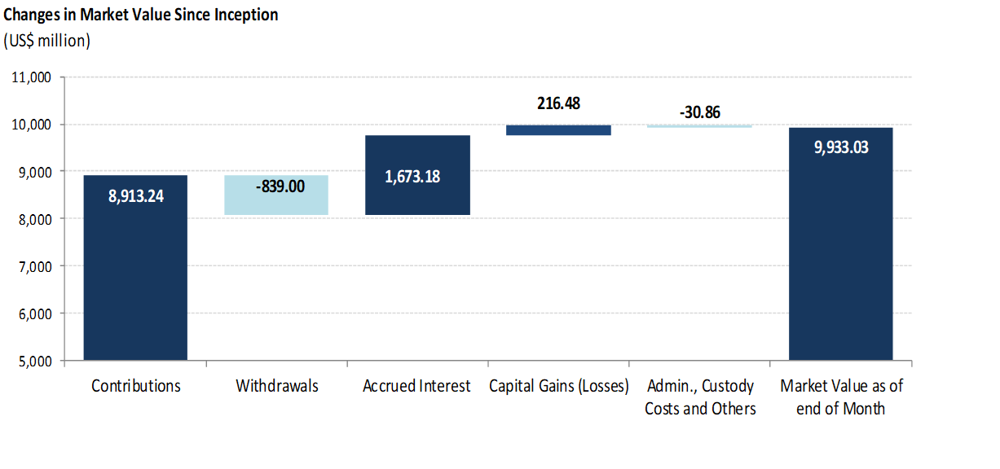 Changes in Market Value Since Inception
(US$ million)
11,000
10,000
9,000
8,000
7,000
6,000
5,000
8,913.24
-839.00
1,673.18
216.48
-30.86
9,933.03
Contributions
Withdrawals
Accrued Interest
Capital Gains (Losses)
Admin., Custody
Costs and Others
Market Value as of
end of Month